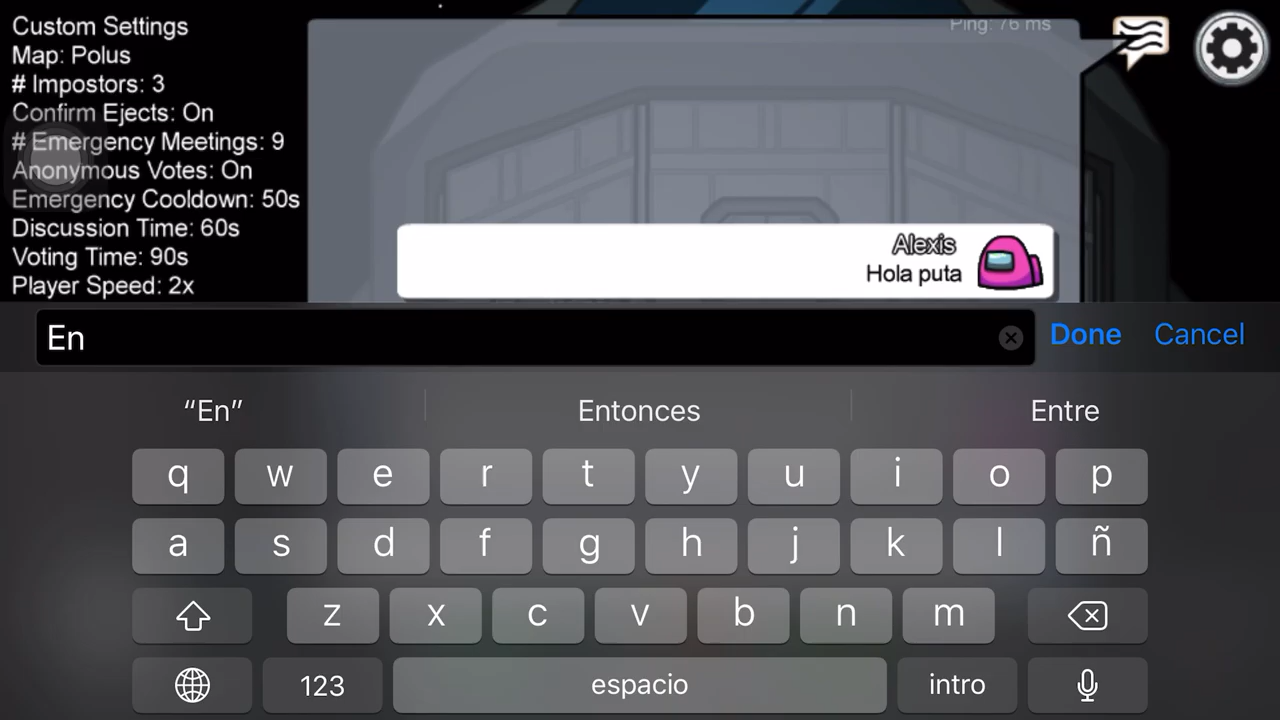 Custom Settings
Map: Polus
# Impostors: 3
Confirm Ejects: On
# Emergency Meetings: 9
Anonymous Votes: On
Emergency Cooldown: 50s
Discussion Time: 60s
Voting Time: 90s
Player Speed: 2x
Ping: 76 ms
Alexis
Hola puta
En
Done
Cancel
“En”
Entonces
Entre
q w e r t y u i o p
a s d f g h j k l ñ
z x c v b n m
123
espacio
intro